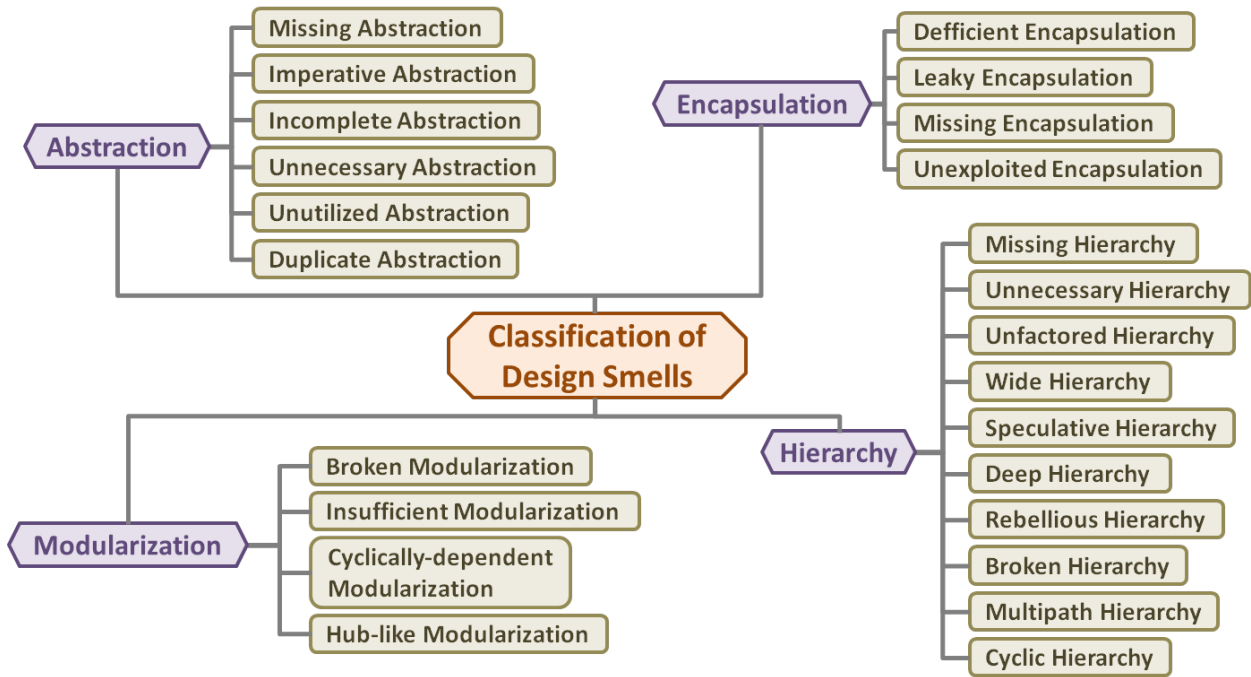 Missing Abstraction
Imperative Abstraction
Incomplete Abstraction
Abstraction
Unnecessary Abstraction
Unutilized Abstraction
Duplicate Abstraction
Defficient Encapsulation
Leaky Encapsulation
Encapsulation
Missing Encapsulation
Unexploited Encapsulation
Classification of
Design Smells
Missing Hierarchy
Unnecessary Hierarchy
Unfactored Hierarchy
Wide Hierarchy
Speculative Hierarchy
Hierarchy
Deep Hierarchy
Rebellious Hierarchy
Broken Hierarchy
Multipath Hierarchy
Cyclic Hierarchy
Broken Modularization
Insufficient Modularization
Modularization
Cyclically-dependent
Modularization
Hub-like Modularization